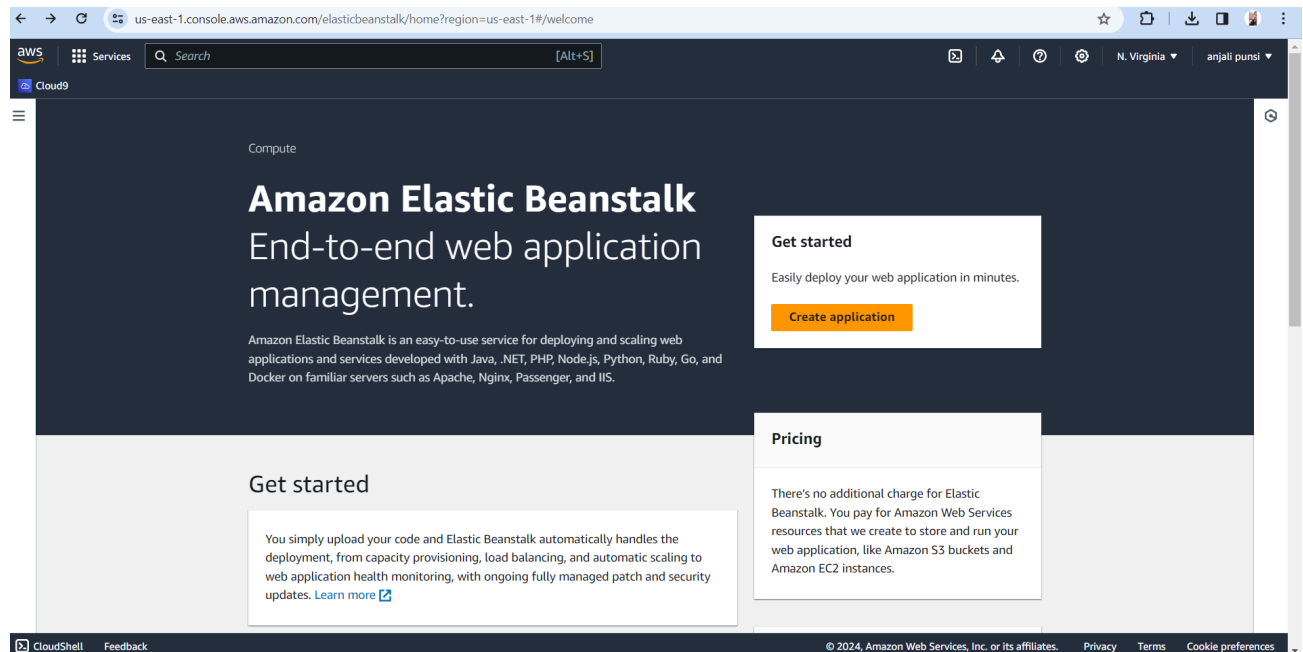 us-east-1.console.aws.amazon.com/elasticbeanstalk/home?region=us-east-1#/welcome
aws
Services
Search
[Alt+S]
N. Virginia
anjali punsi
Cloud9
Compute
Amazon Elastic Beanstalk
End-to-end web application
management.
Amazon Elastic Beanstalk is an easy-to-use service for deploying and scaling web
applications and services developed with Java, .NET, PHP, Node.js, Python, Ruby, Go, and
Docker on familiar servers such as Apache, Nginx, Passenger, and IIS.
Get started
Easily deploy your web application in minutes.
Create application
Pricing
There's no additional charge for Elastic
Beanstalk. You pay for Amazon Web Services
resources that we create to store and run your
web application, like Amazon S3 buckets and
Amazon EC2 instances.
Get started
You simply upload your code and Elastic Beanstalk automatically handles the
deployment, from capacity provisioning, load balancing, and automatic scaling to
web application health monitoring, with ongoing fully managed patch and security
updates. Learn more
CloudShell Feedback
© 2024, Amazon Web Services, Inc. or its affiliates. Privacy Terms Cookie preferences